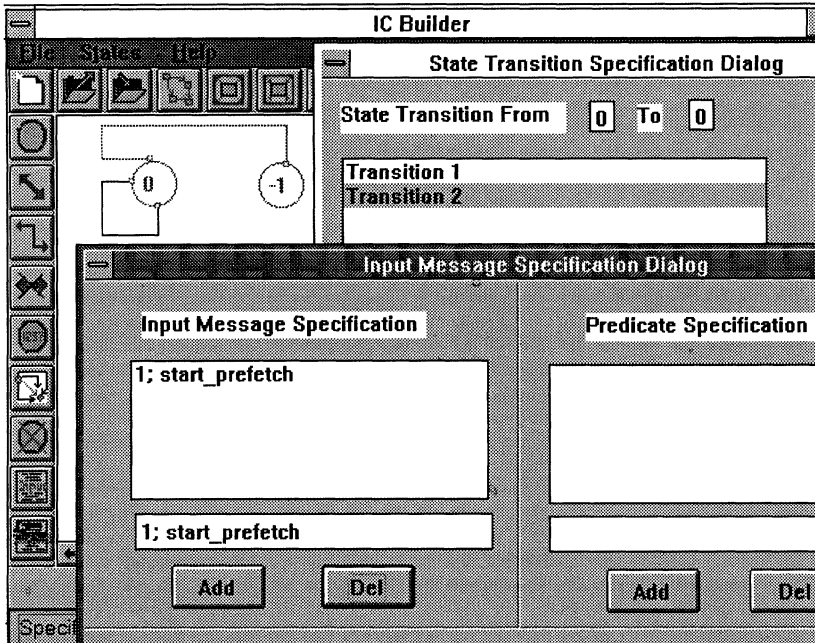 IC Builder
File States Help
State Transition Specification Dialog
State Transition From 0 To 0
Transition 1
Transition 2
0
-1
Input Message Specification Dialog
Input Message Specification
Predicate Specification
1; start_prefetch
1; start_prefetch
Add Del
Add Del
Specif